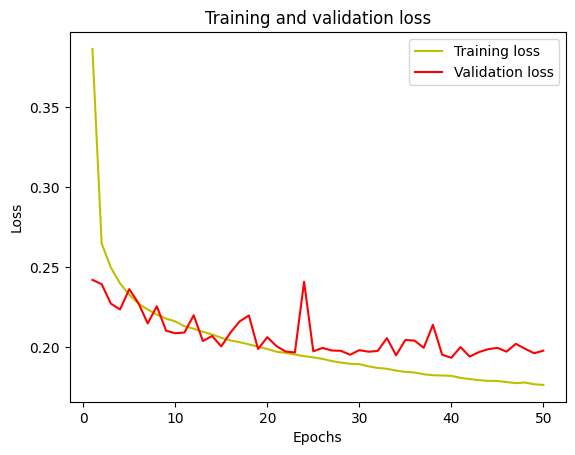 Training and validation loss
Training loss
Validation loss
0.35
0.30
0.25
0.20
Loss
0 10 20 30 40 50
Epochs